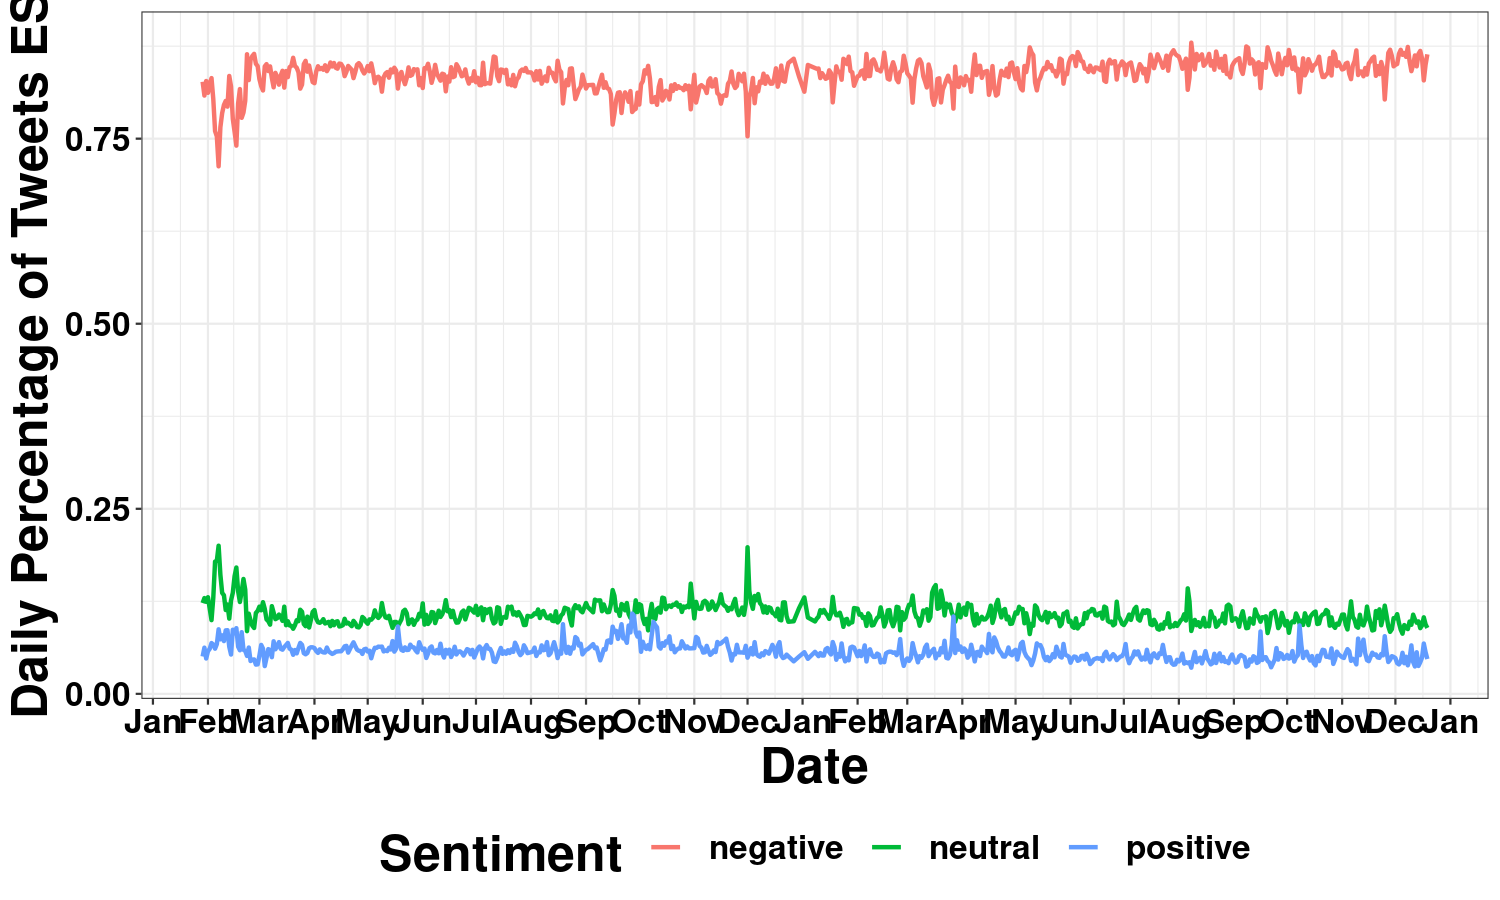 Daily Percentage of Tweets ES
0.75
0.50
0.25
0.00
Jan Feb Mar Apr May Jun Jul Aug Sep Oct Nov Dec Jan Feb Mar Apr May Jun Jul Aug Sep Oct Nov Dec Jan
Date
Sentiment negative neutral positive